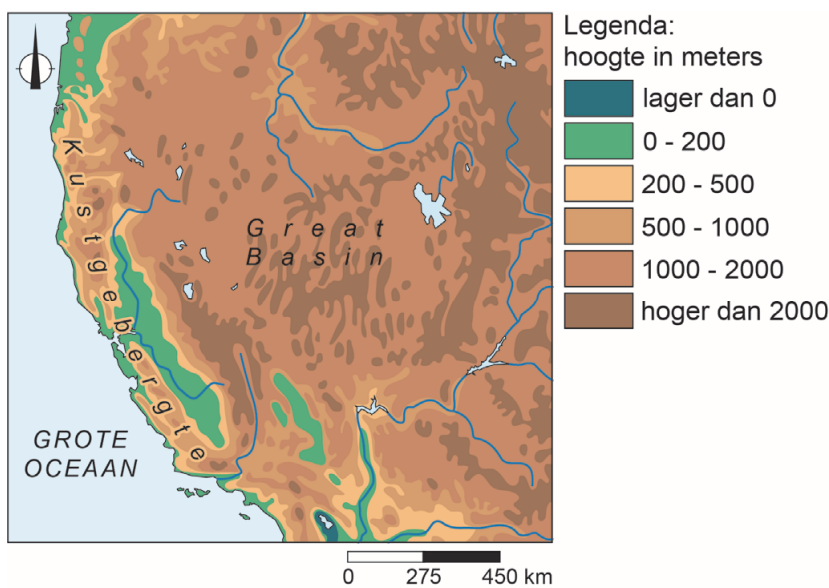 Kustgebergte
Great
Basin
GROTE
OCEAAN
Legenda:
hoogte in meters
lager dan 0
0 - 200
200 - 500
500 - 1000
1000 - 2000
hoger dan 2000
0 275 450 km